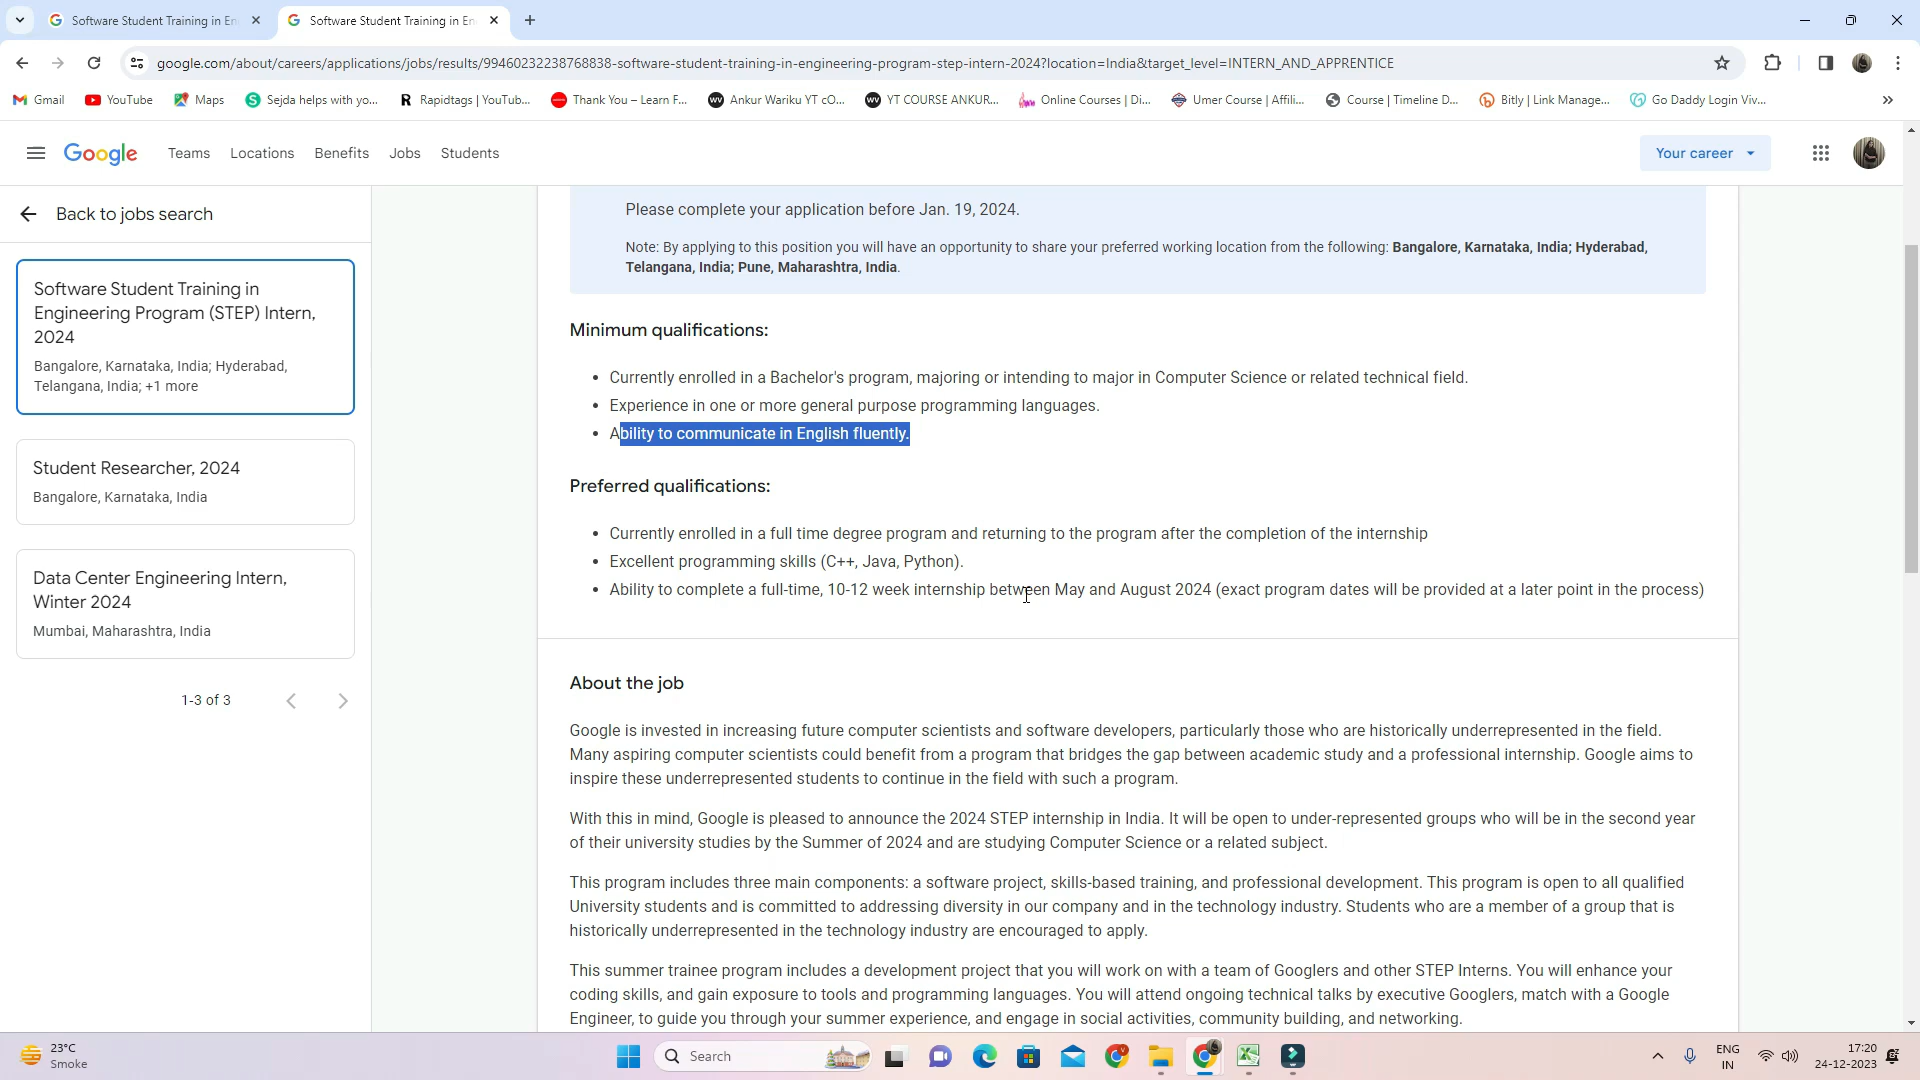 Software Student Training in En
Software Student Training in En
google.com/about/careers/applications/jobs/results/99460232238768838-software-student-training-in-engineering-program-step-intern-2024?location=India&target_level=INTERN_AND_APPRENTICE
Gmail
YouTube
Maps
Sejda helps with yo...
Rapidtags | YouTub...
Thank You – Learn F...
Ankur Wariku YT cO...
YT COURSE ANKUR...
Online Courses | Di...
Umer Course | Affili...
Course | Timeline D...
Bitly | Link Manage...
Go Daddy Login Viv...
Google
Teams
Locations
Benefits
Jobs
Students
Your career
Back to jobs search
Software Student Training in
Engineering Program (STEP) Intern,
2024
Bangalore, Karnataka, India; Hyderabad,
Telangana, India; +1 more
Student Researcher, 2024
Bangalore, Karnataka, India
Data Center Engineering Intern,
Winter 2024
Mumbai, Maharashtra, India
1-3 of 3
Please complete your application before Jan. 19, 2024.
Note: By applying to this position you will have an opportunity to share your preferred working location from the following: Bangalore, Karnataka, India; Hyderabad,
Telangana, India; Pune, Maharashtra, India.
Minimum qualifications:
• Currently enrolled in a Bachelor's program, majoring or intending to major in Computer Science or related technical field.
• Experience in one or more general purpose programming languages.
• Ability to communicate in English fluently.
Preferred qualifications:
• Currently enrolled in a full time degree program and returning to the program after the completion of the internship
• Excellent programming skills (C++, Java, Python).
• Ability to complete a full-time, 10-12 week internship between May and August 2024 (exact program dates will be provided at a later point in the process)
About the job
Google is invested in increasing future computer scientists and software developers, particularly those who are historically underrepresented in the field.
Many aspiring computer scientists could benefit from a program that bridges the gap between academic study and a professional internship. Google aims to
inspire these underrepresented students to continue in the field with such a program.
With this in mind, Google is pleased to announce the 2024 STEP internship in India. It will be open to under-represented groups who will be in the second year
of their university studies by the Summer of 2024 and are studying Computer Science or a related subject.
This program includes three main components: a software project, skills-based training, and professional development. This program is open to all qualified
University students and is committed to addressing diversity in our company and in the technology industry. Students who are a member of a group that is
historically underrepresented in the technology industry are encouraged to apply.
This summer trainee program includes a development project that you will work on with a team of Googlers and other STEP Interns. You will enhance your
coding skills, and gain exposure to tools and programming languages. You will attend ongoing technical talks by executive Googlers, match with a Google
Engineer, to guide you through your summer experience, and engage in social activities, community building, and networking.
23°C
Smoke
Search
ENG
IN
17:20
24-12-2023